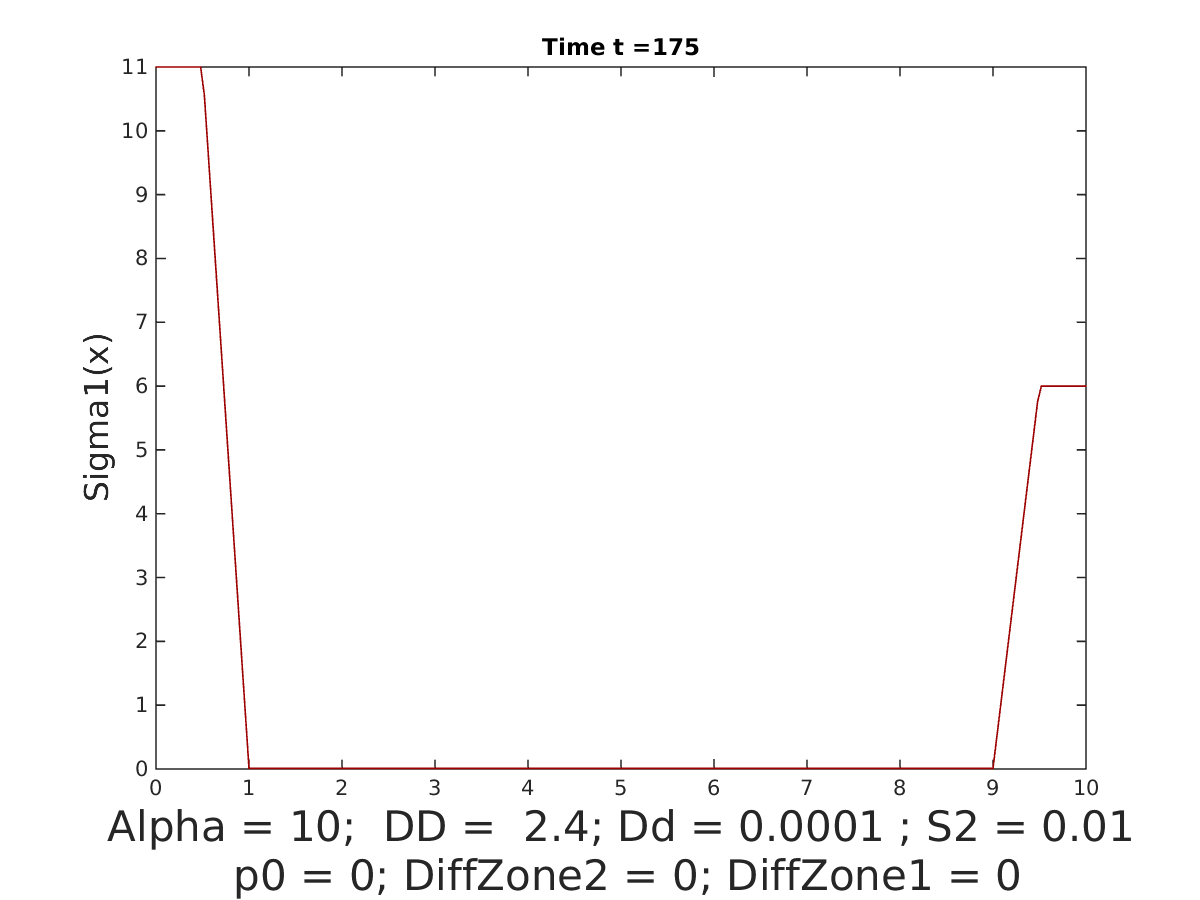 Time t =175
11
10
9
8
7
6
5
4
3
2
1
0
Sigma1(x)
0 1 2 3 4 5 6 7 8 9 10
Alpha = 10;  DD =  2.4; Dd = 0.0001 ; S2 = 0.01
p0 = 0; DiffZone2 = 0; DiffZone1 = 0